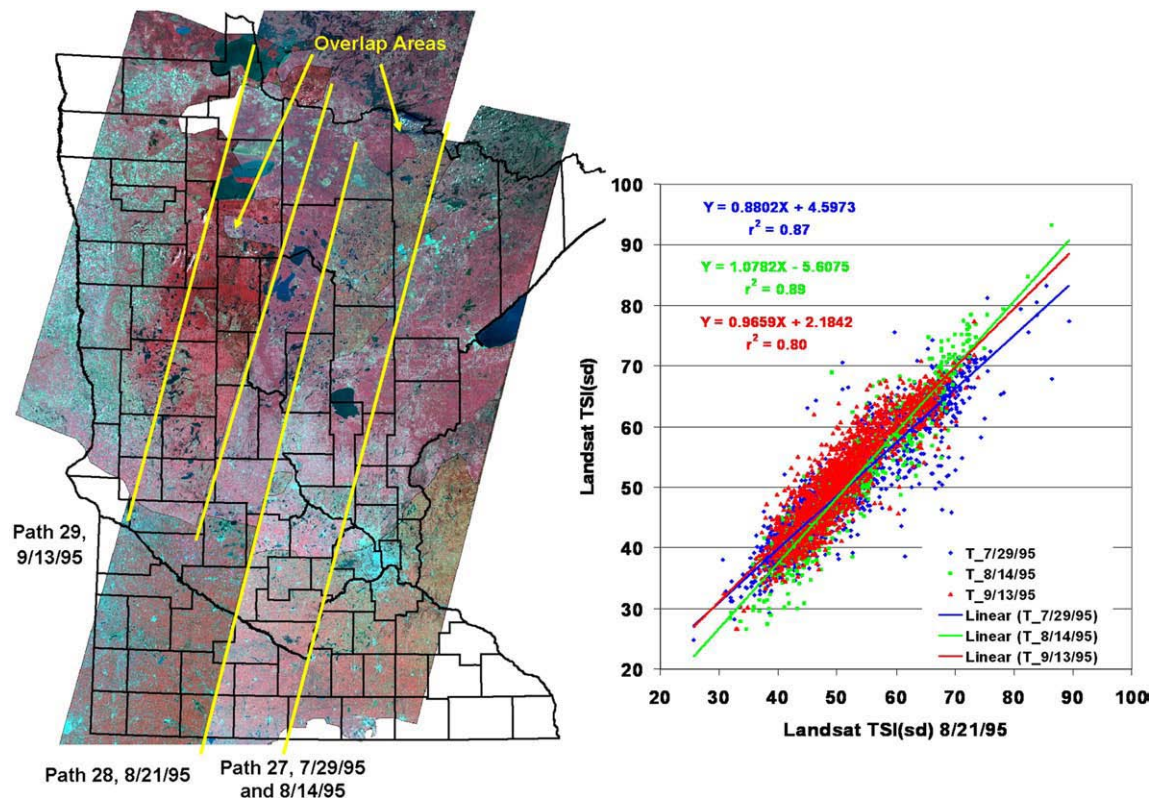 Overlap Areas
Path 29,
9/13/95
Path 28, 8/21/95
Path 27, 7/29/95
and 8/14/95
100
90
80
70
60
50
40
30
20
Landsat TSI(sd)
Y = 0.8802X + 4.5973
r² = 0.87
Y = 1.0782X - 5.6075
r² = 0.89
Y = 0.9659X + 2.1842
r² = 0.80
T_7/29/95
T_8/14/95
T_9/13/95
Linear (T_7/29/95)
Linear (T_8/14/95)
Linear (T_9/13/95)
20 30 40 50 60 70 80 90 100
Landsat TSI(sd) 8/21/95